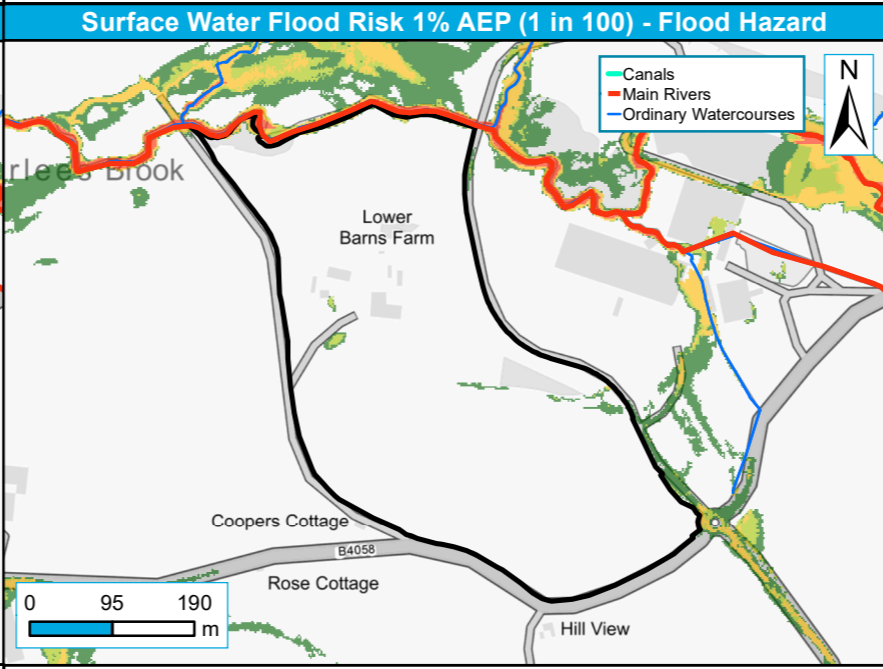 Surface Water Flood Risk 1% AEP (1 in 100) - Flood Hazard
Canals
Main Rivers
Ordinary Watercourses
N
Brook
Lower
Barns Farm
Coopers Cottage
B4058
Rose Cottage
0 95 190
m
Hill View